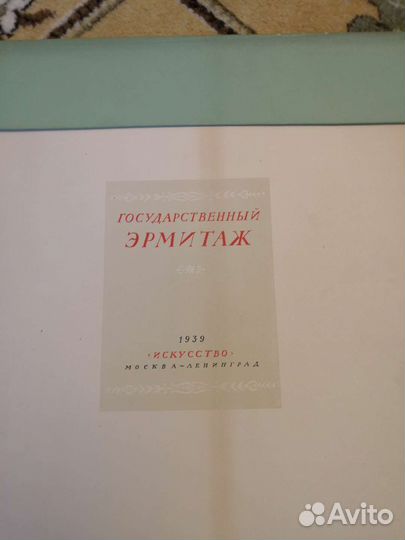 ГОСУДАРСТВЕННЫЙ
ЭРМИТАЖ
1939
«ИСКУССТВО»
МОСКВА–ЛЕНИНГРАД
Avito